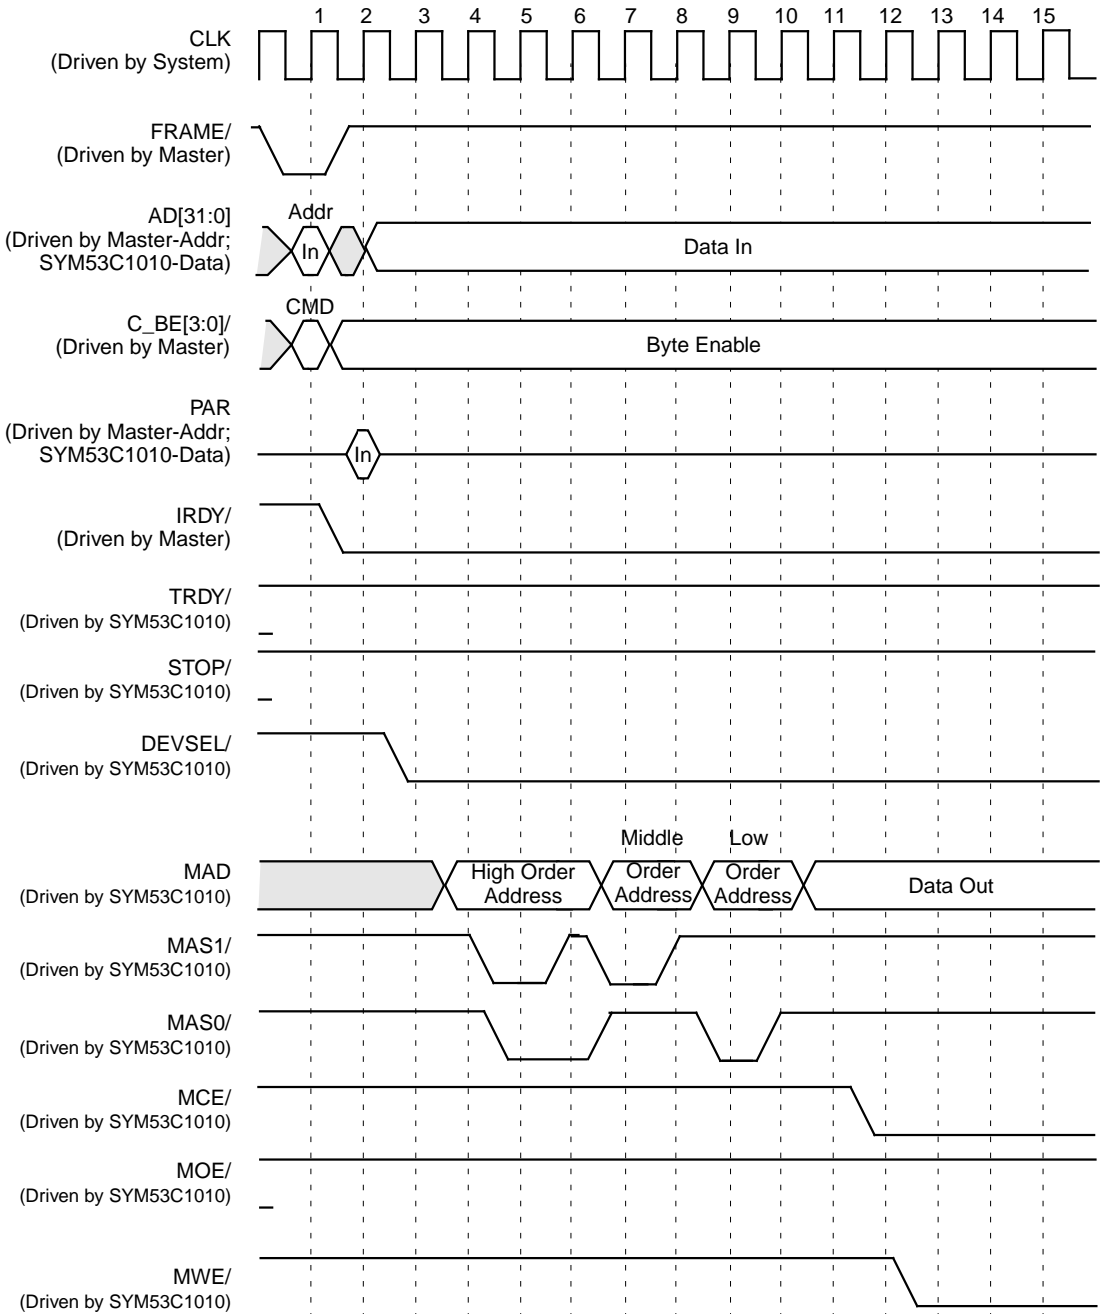 1 2 3 4 5 6 7 8 9 10 11 12 13 14 15
CLK
(Driven by System)
FRAME/
(Driven by Master)
AD[31:0]
(Driven by Master-Addr;
SYM53C1010-Data)
Addr
In
Data In
C_BE[3:0]/
(Driven by Master)
CMD
Byte Enable
PAR
(Driven by Master-Addr;
SYM53C1010-Data)
In
IRDY/
(Driven by Master)
TRDY/
(Driven by SYM53C1010)
STOP/
(Driven by SYM53C1010)
DEVSEL/
(Driven by SYM53C1010)
MAD
(Driven by SYM53C1010)
High Order
Address
Middle
Order
Address
Low
Order
Address
Data Out
MAS1/
(Driven by SYM53C1010)
MAS0/
(Driven by SYM53C1010)
MCE/
(Driven by SYM53C1010)
MOE/
(Driven by SYM53C1010)
MWE/
(Driven by SYM53C1010)